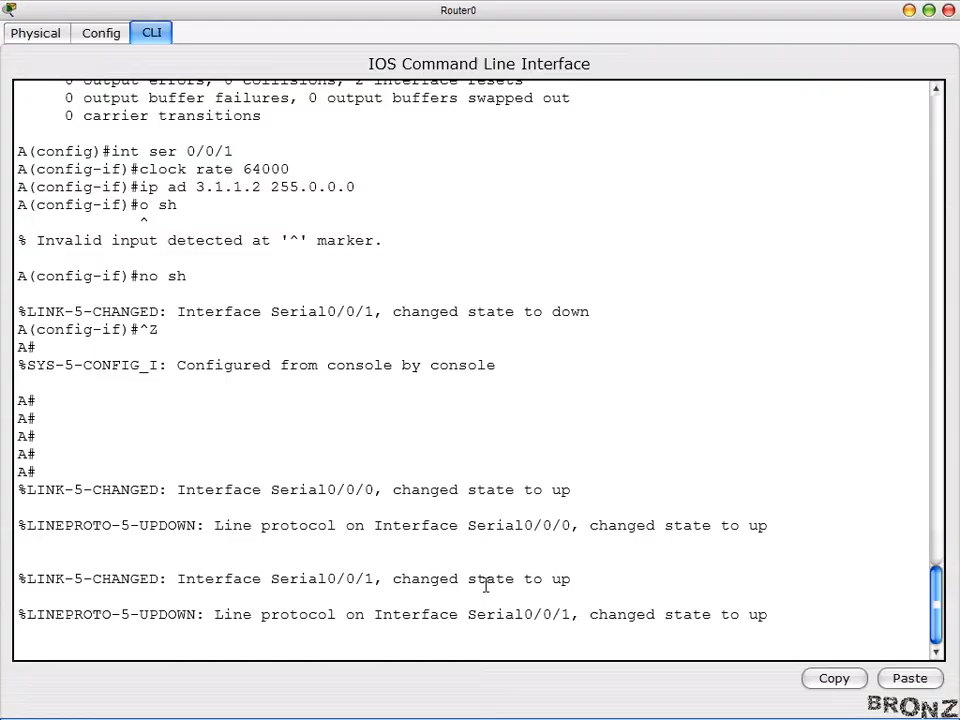 Router0
Physical Config CLI
IOS Command Line Interface
0 output errors, 0 collisions, 2 interface resets
0 output buffer failures, 0 output buffers swapped out
0 carrier transitions
A(config)#int ser 0/0/1
A(config-if)#clock rate 64000
A(config-if)#ip ad 3.1.1.2 255.0.0.0
A(config-if)#o sh
^
% Invalid input detected at '^' marker.
A(config-if)#no sh
%LINK-5-CHANGED: Interface Serial0/0/1, changed state to down
A(config-if)#^Z
A#
%SYS-5-CONFIG_I: Configured from console by console
A#
A#
A#
A#
A#
%LINK-5-CHANGED: Interface Serial0/0/0, changed state to up
%LINEPROTO-5-UPDOWN: Line protocol on Interface Serial0/0/0, changed state to up
%LINK-5-CHANGED: Interface Serial0/0/1, changed state to up
%LINEPROTO-5-UPDOWN: Line protocol on Interface Serial0/0/1, changed state to up
Copy Paste
BRONZ